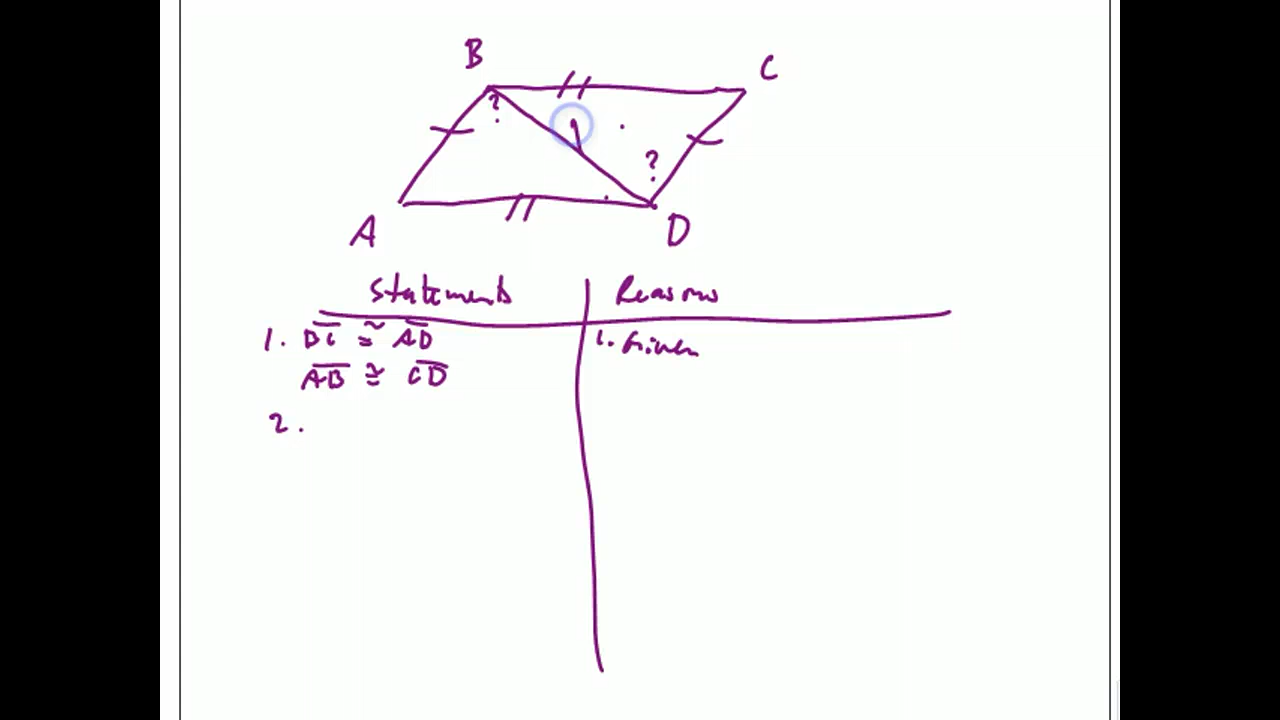 B
C
?
?
A
D
Statements Reasons
1. BC ≅ AD 1. Given
AB ≅ CD
2.